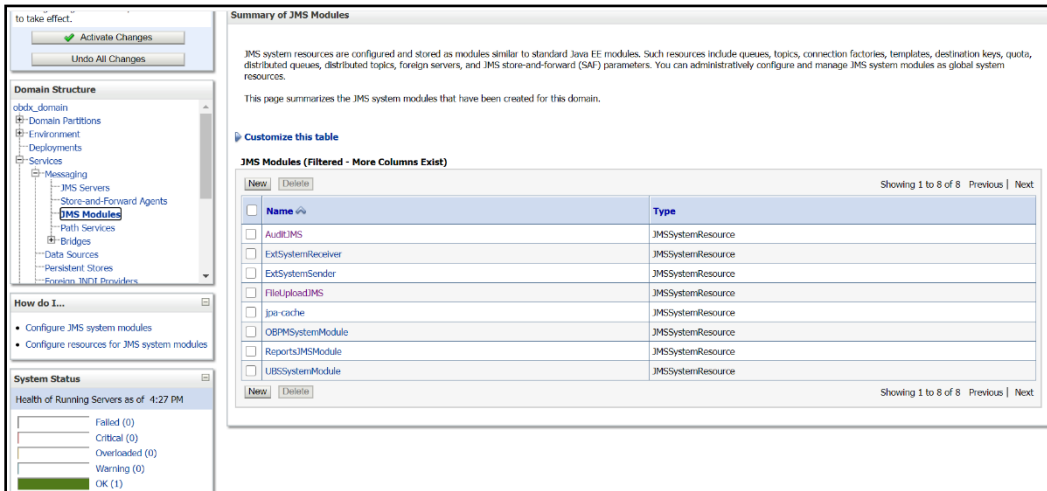 to take effect.
Activate Changes
Undo All Changes
Domain Structure
obdx_domain
Domain Partitions
Environment
Deployments
Services
Messaging
JMS Servers
Store-and-Forward Agents
JMS Modules
Path Services
Bridges
Data Sources
Persistent Stores
Foreign JNDI Providers
How do I...
Configure JMS system modules
Configure resources for JMS system modules
System Status
Health of Running Servers as of 4:27 PM
Failed (0)
Critical (0)
Overloaded (0)
Warning (0)
OK (1)
Summary of JMS Modules
JMS system resources are configured and stored as modules similar to standard Java EE modules. Such resources include queues, topics, connection factories, templates, destination keys, quota,
distributed queues, distributed topics, foreign servers, and JMS store-and-forward (SAF) parameters. You can administratively configure and manage JMS system modules as global system
resources.
This page summarizes the JMS system modules that have been created for this domain.
Customize this table
JMS Modules (Filtered - More Columns Exist)
New Delete Showing 1 to 8 of 8 Previous | Next
Name Type
AuditJMS JMSSystemResource
ExtSystemReceiver JMSSystemResource
ExtSystemSender JMSSystemResource
FileUploadJMS JMSSystemResource
jpa-cache JMSSystemResource
OBPMSystemModule JMSSystemResource
ReportsJMSModule JMSSystemResource
UBSSystemModule JMSSystemResource
New Delete Showing 1 to 8 of 8 Previous | Next